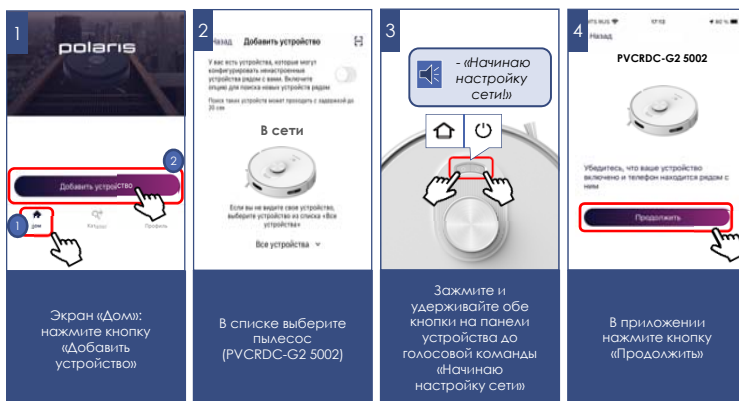 1
polaris
2
Добавить устройство
1
дом
Профиль
Экран «Дом»:
нажмите кнопку
«Добавить
устройство»
2
Назад Добавить устройство
У вас есть устройства, которые могут
конфигурировать ненастроенные
устройства рядом с вами. Включите
опцию для поиска новых устройств рядом
Поиск таких устройств может проходить с задержкой до
20 сек
В сети
Если вы не видите свое устройство,
выберите устройство из списка «Все
устройства»
Все устройства
В списке выберите
пылесос
(PVCRDC-G2 5002)
3
- «Начинаю
настройку
сети!»
Зажмите и
удерживайте обе
кнопки на панели
устройства до
голосовой команды
«Начинаю
настройку сети»
4
17:13
Назад
PVCRDC-G2 5002
Убедитесь, что ваше устройство
включено и телефон находится рядом с
ним
Продолжить
В приложении
нажмите кнопку
«Продолжить»